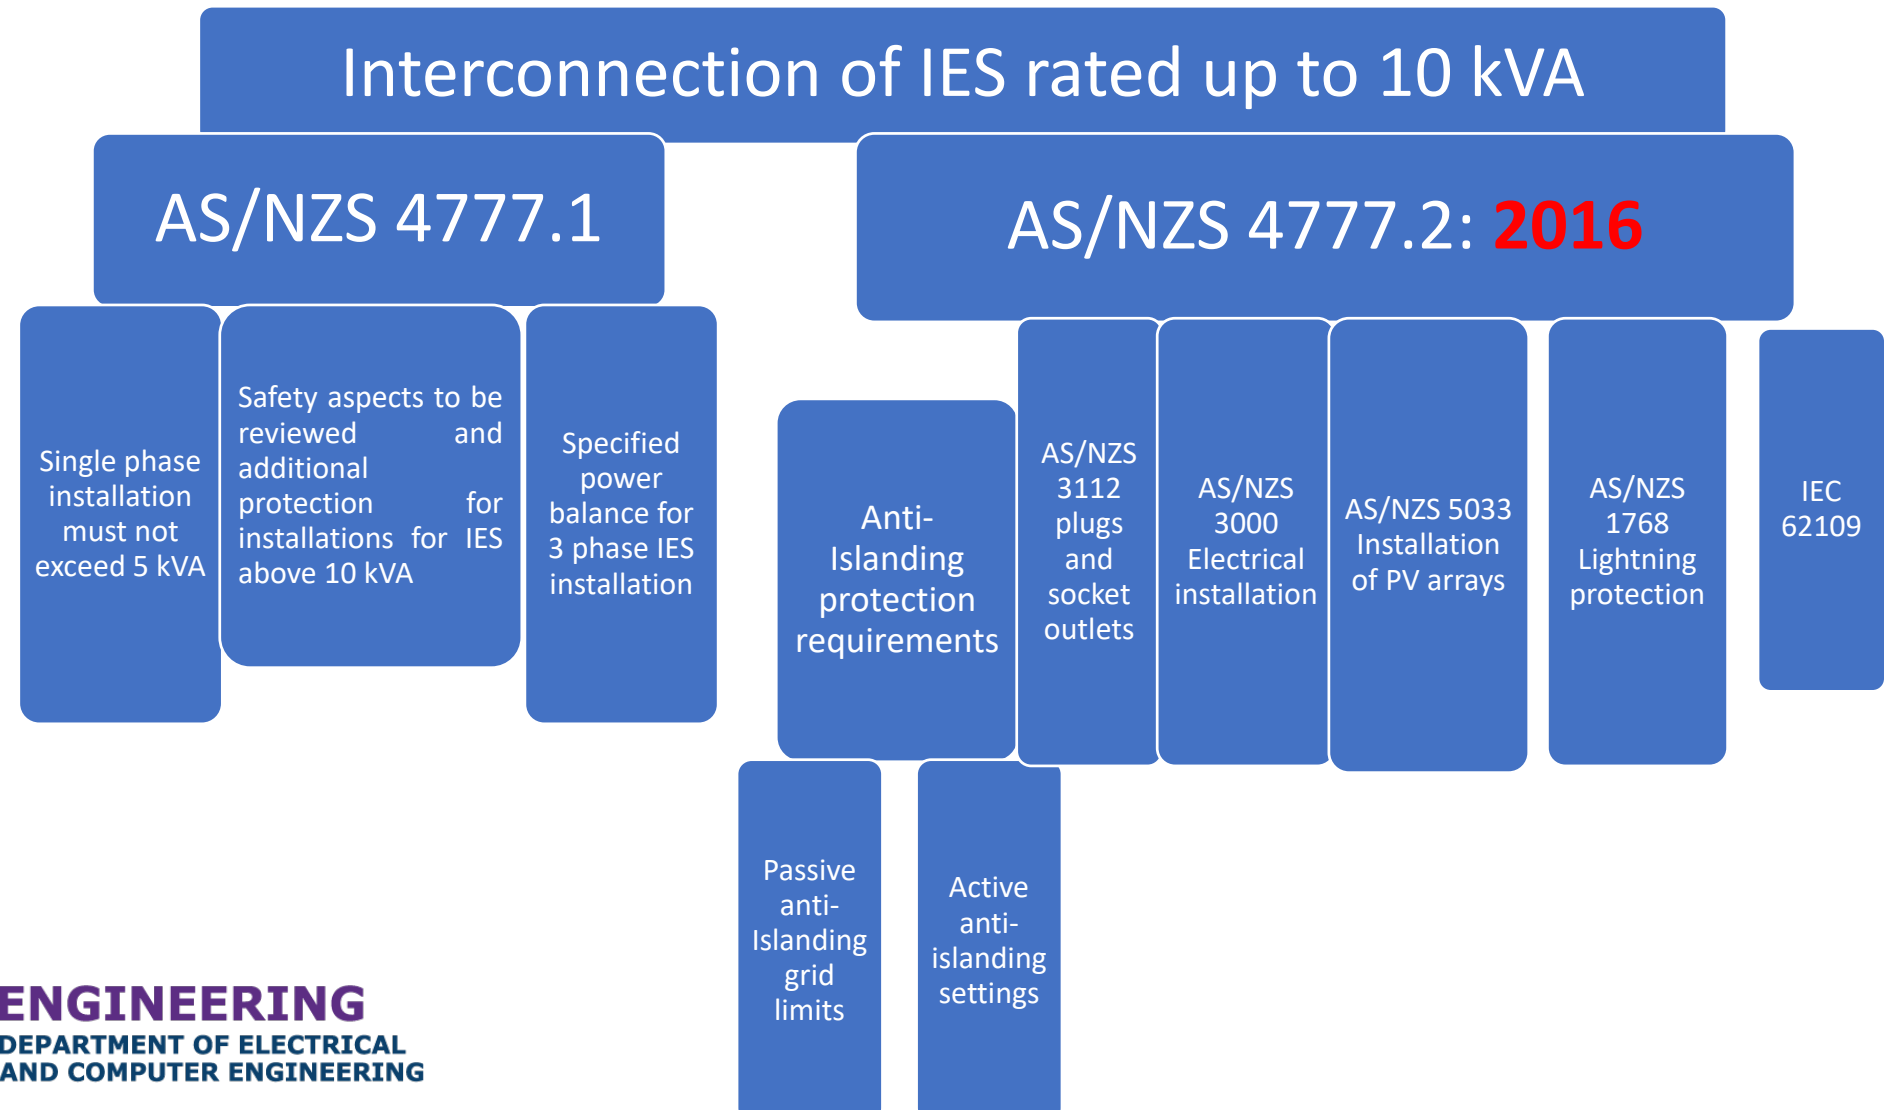 Interconnection of IES rated up to 10 kVA
AS/NZS 4777.1
AS/NZS 4777.2: 2016
Single phase
installation
must not
exceed 5 kVA
Safety aspects to be
reviewed and
additional
protection for
installations for IES
above 10 kVA
Specified
power
balance for
3 phase IES
installation
Anti-
Islanding
protection
requirements
AS/NZS
3112
plugs
and
socket
outlets
AS/NZS
3000
Electrical
installation
AS/NZS 5033
Installation
of PV arrays
AS/NZS
1768
Lightning
protection
IEC
62109
Passive
anti-
Islanding
grid
limits
Active
anti-
islanding
settings
ENGINEERING
DEPARTMENT OF ELECTRICAL
AND COMPUTER ENGINEERING